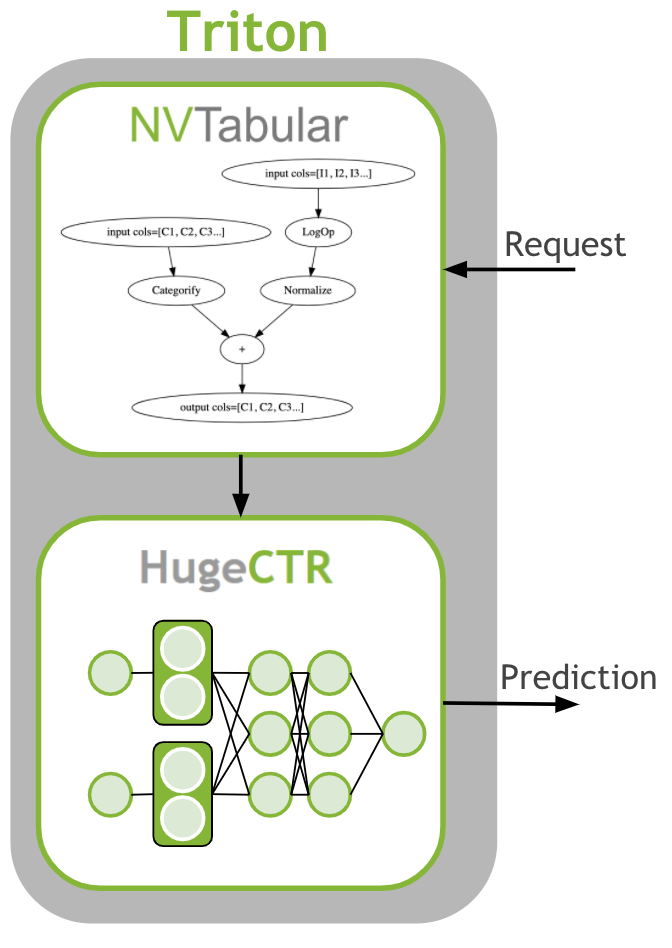 Triton
NVTabular
input cols=[I1, I2, I3...]
input cols=[C1, C2, C3...]
LogOp
Request
Categorify
Normalize
+
output cols=[C1, C2, C3...]
HugeCTR
Prediction